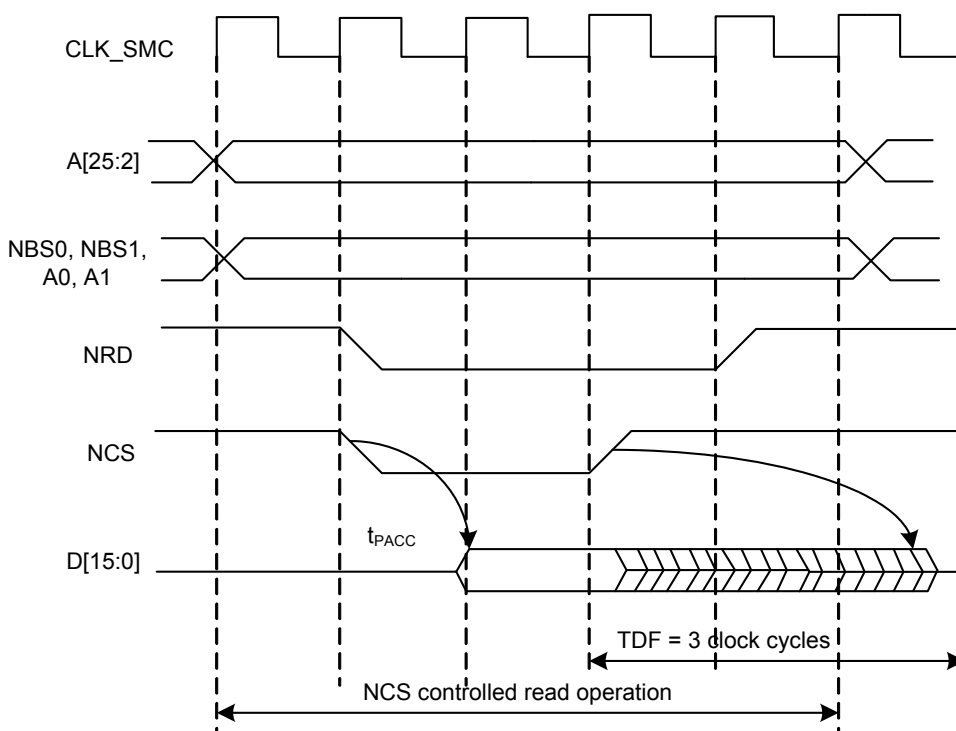 CLK_SMC
A[25:2]
NBS0, NBS1,
A0, A1
NRD
NCS
tPACC
D[15:0]
TDF = 3 clock cycles
NCS controlled read operation